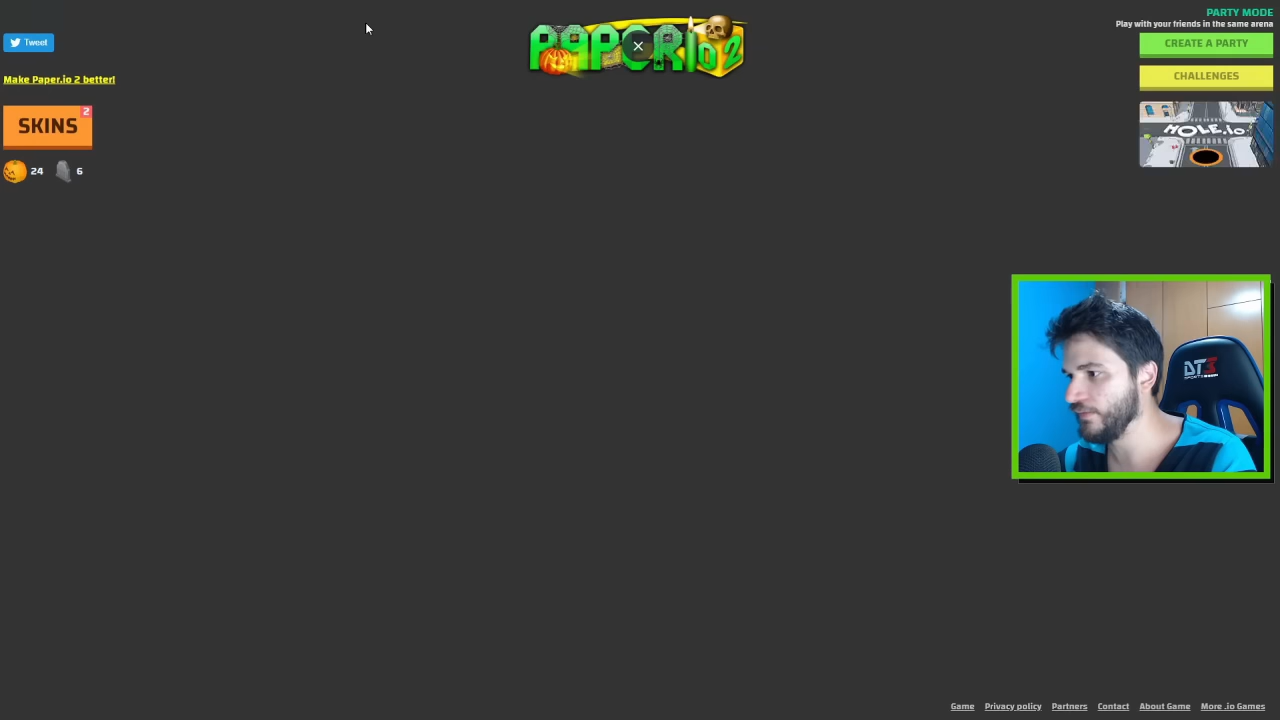 PAPER.io 2
PARTY MODE
Play with your friends in the same arena
Tweet
CREATE A PARTY
Make Paper.io 2 better!
CHALLENGES
SKINS
2
HOLE.io
24
6
DT3
SPORTS
Game
Privacy policy
Partners
Contact
About Game
More .io Games